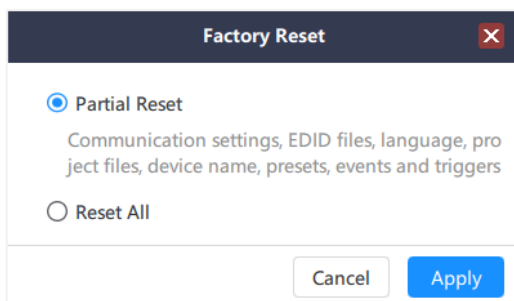 Factory Reset
Partial Reset
Communication settings, EDID files, language, pro
ject files, device name, presets, events and triggers
Reset All
Cancel Apply